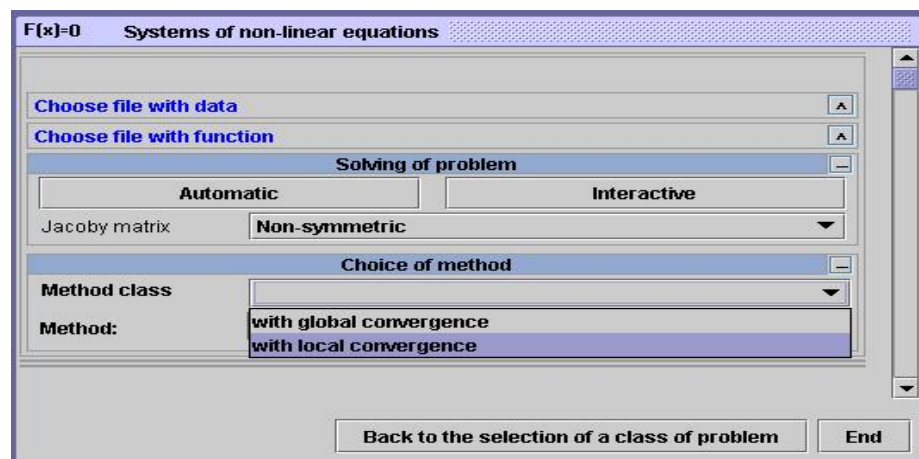 F(x)=0 Systems of non-linear equations
Choose file with data
Choose file with function
Solving of problem
Automatic Interactive
Jacoby matrix Non-symmetric
Choice of method
Method class
with global convergence
Method:
with local convergence
Back to the selection of a class of problem End